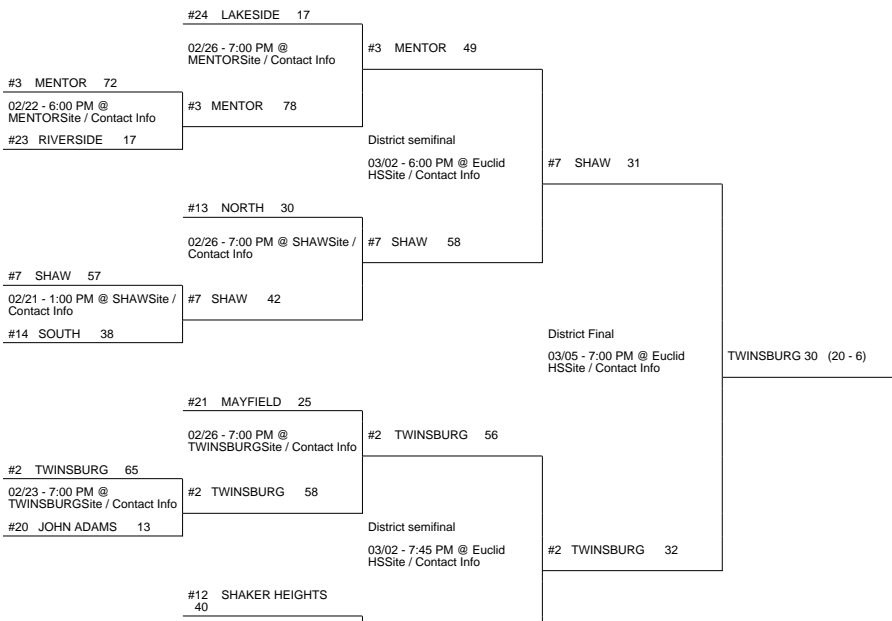 #24 LAKESIDE 17
02/26 - 7:00 PM @
MENTORSite / Contact Info
#3 MENTOR 49
#3 MENTOR 72
02/22 - 6:00 PM @
MENTORSite / Contact Info
#3 MENTOR 78
#23 RIVERSIDE 17
District semifinal
03/02 - 6:00 PM @ Euclid
HSSite / Contact Info
#7 SHAW 31
#13 NORTH 30
02/26 - 7:00 PM @ SHAWSite /
Contact Info
#7 SHAW 58
#7 SHAW 57
02/21 - 1:00 PM @ SHAWSite /
Contact Info
#7 SHAW 42
#14 SOUTH 38
District Final
03/05 - 7:00 PM @ Euclid
HSSite / Contact Info
TWINSBURG 30 (20 - 6)
#21 MAYFIELD 25
02/26 - 7:00 PM @
TWINSBURGSite / Contact Info
#2 TWINSBURG 56
#2 TWINSBURG 65
02/23 - 7:00 PM @
TWINSBURGSite / Contact Info
#2 TWINSBURG 58
#20 JOHN ADAMS 13
District semifinal
03/02 - 7:45 PM @ Euclid
HSSite / Contact Info
#2 TWINSBURG 32
#12 SHAKER HEIGHTS
40